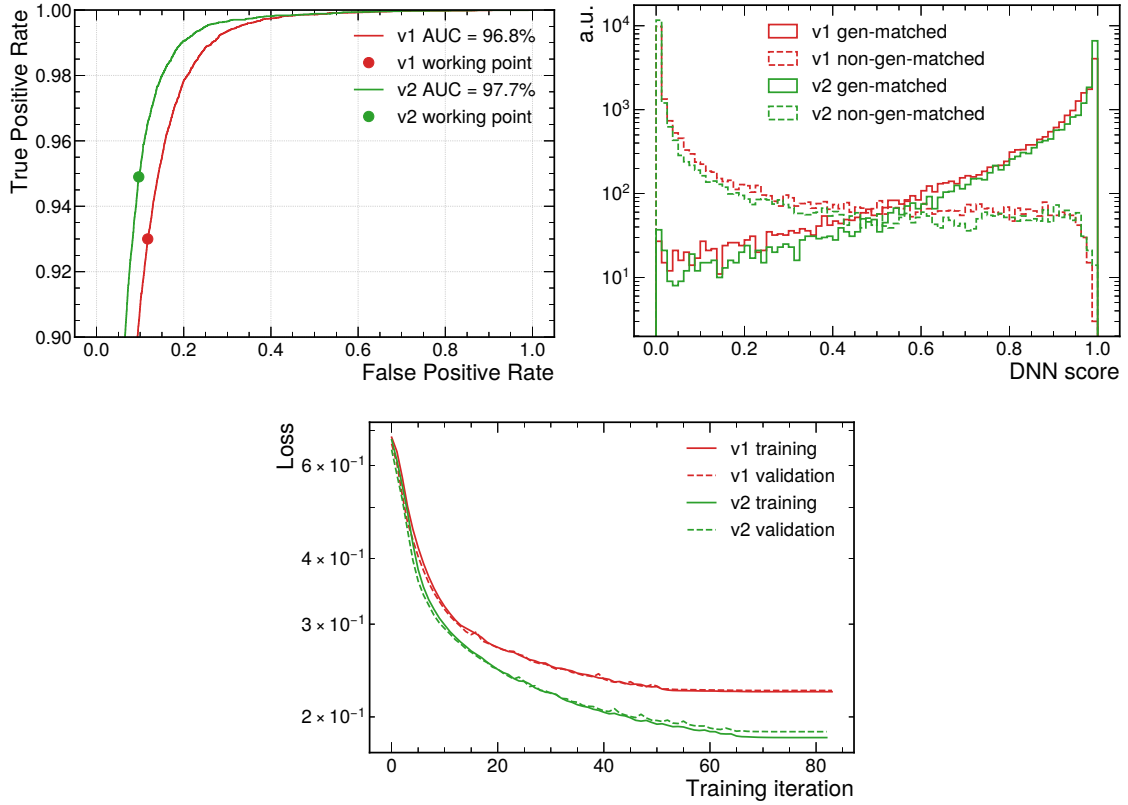 True Positive Rate
1.00
0.98
0.96
0.94
0.92
0.90
v1 AUC = 96.8%
v1 working point
v2 AUC = 97.7%
v2 working point
0.0 0.2 0.4 0.6 0.8 1.0
False Positive Rate
a.u.
10⁴
10³
10²
10¹
v1 gen-matched
v1 non-gen-matched
v2 gen-matched
v2 non-gen-matched
0.0 0.2 0.4 0.6 0.8 1.0
DNN score
Loss
6 × 10⁻¹
4 × 10⁻¹
3 × 10⁻¹
2 × 10⁻¹
v1 training
v1 validation
v2 training
v2 validation
0 20 40 60 80
Training iteration